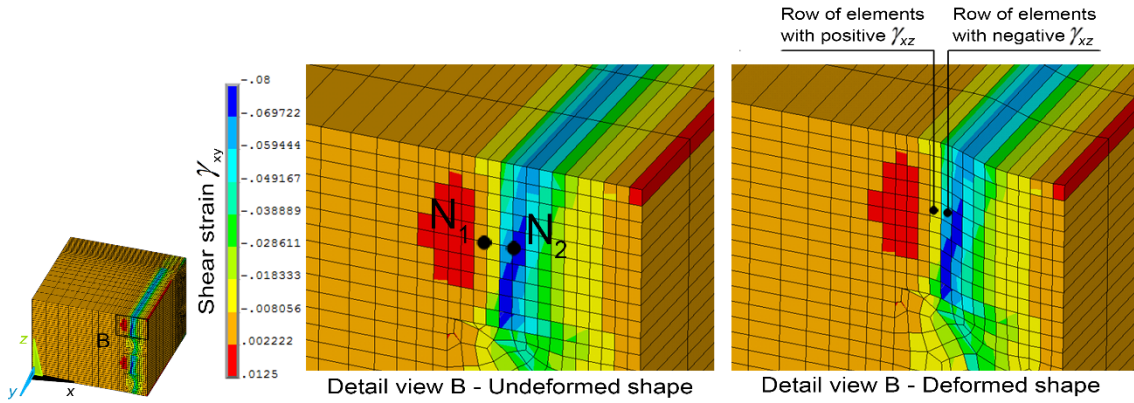 Row of elements
with positive γxz
Row of elements
with negative γxz
Shear strain γxy
-.08
-.069722
-.059444
-.049167
-.038889
-.028611
-.018333
-.008056
.002222
.0125
N1
N2
B
z
y
x
Detail view B - Undeformed shape
Detail view B - Deformed shape